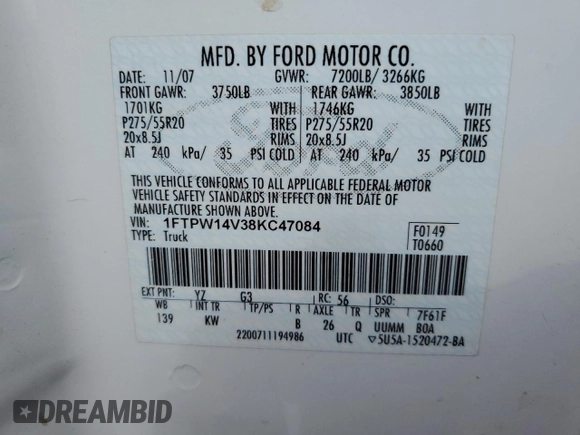 MFD. BY FORD MOTOR CO.
DATE: 11/07 GVWR: 7200LB/ 3266KG
FRONT GAWR: 3750LB REAR GAWR: 3850LB
1701KG WITH 1746KG WITH
P275/55R20 TIRES P275/55R20 TIRES
20x8.5J RIMS 20x8.5J RIMS
AT 240 kPa/ 35 PSI COLD AT 240 kPa/ 35 PSI COLD
THIS VEHICLE CONFORMS TO ALL APPLICABLE FEDERAL MOTOR
VEHICLE SAFETY STANDARDS IN EFFECT ON THE DATE OF
MANUFACTURE SHOWN ABOVE.
VIN: 1FTPW14V38KC47084 F0149
TYPE: Truck T0660
EXT PNT: YZ G3 RC: 56 DSO:
WB INT TR TP/PS R AXLE TR SPR 7F61F
139 KW B 26 Q UUMM BOA
2200711194986 UTC ▽5U5A-1520472-BA
Ford
DREAMBID